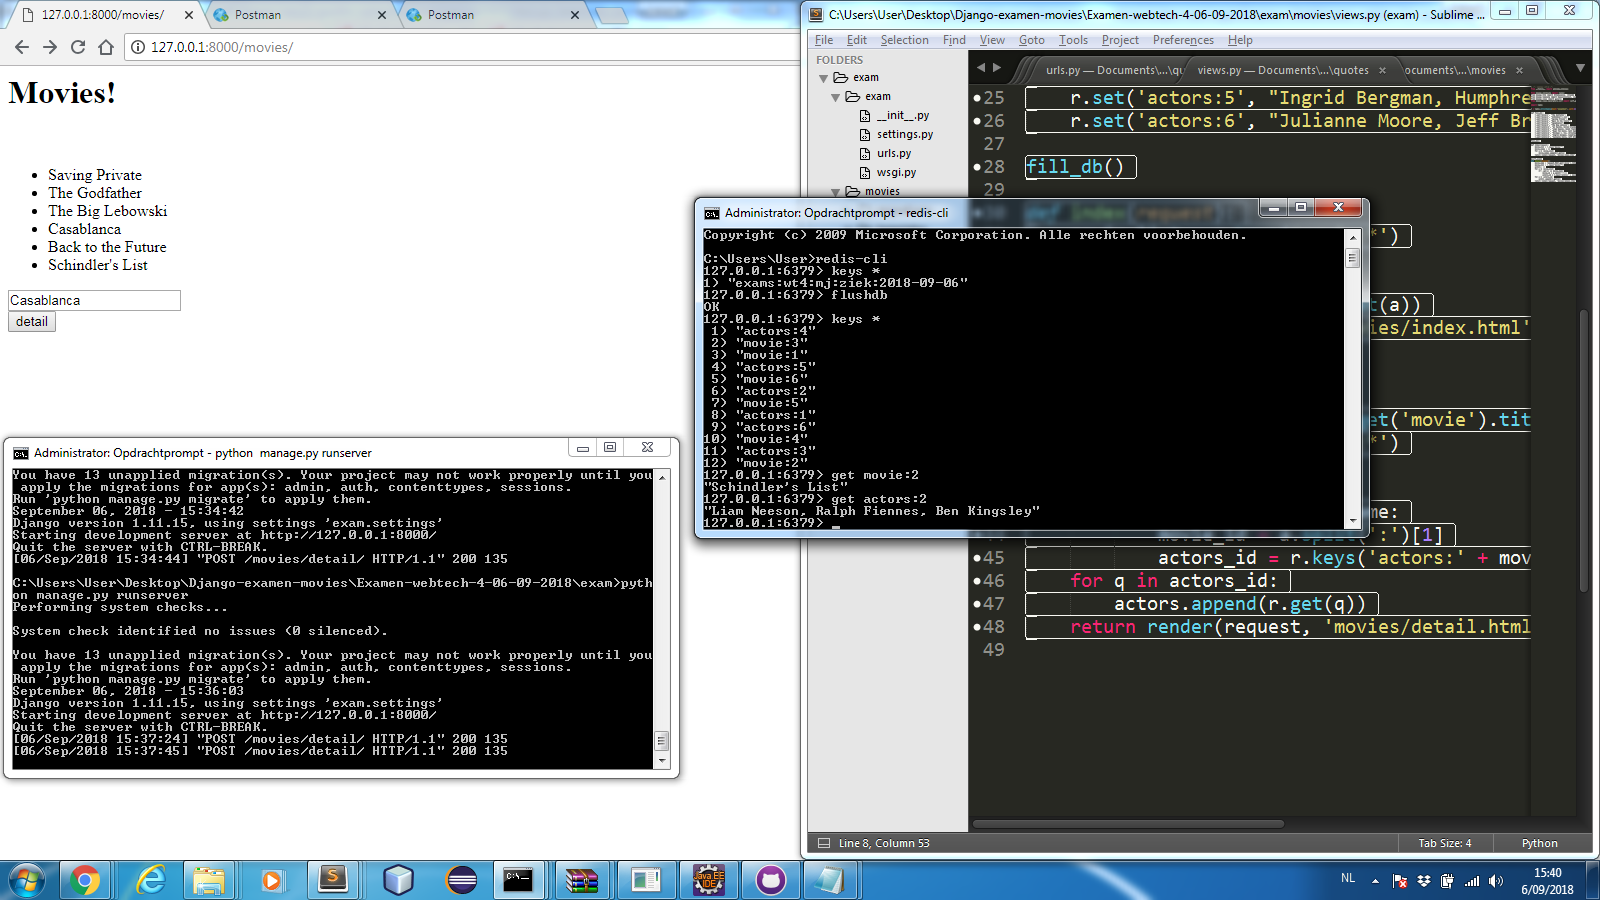 127.0.0.1:8000/movies/
Postman
Postman
127.0.0.1:8000/movies/
Movies!
Saving Private
The Godfather
The Big Lebowski
Casablanca
Back to the Future
Schindler's List
Casablanca
detail
Administrator: Opdrachtprompt - python  manage.py runserver
You have 13 unapplied migration(s). Your project may not work properly until you
 apply the migrations for app(s): admin, auth, contenttypes, sessions.
Run 'python manage.py migrate' to apply them.
September 06, 2018 - 15:34:42
Django version 1.11.15, using settings 'exam.settings'
Starting development server at http://127.0.0.1:8000/
Quit the server with CTRL-BREAK.
[06/Sep/2018 15:34:44] "POST /movies/detail/ HTTP/1.1" 200 135
C:\Users\User\Desktop\Django-examen-movies\Examen-webtech-4-06-09-2018\exam>pyth
on manage.py runserver
Performing system checks...
System check identified no issues (0 silenced).
You have 13 unapplied migration(s). Your project may not work properly until you
 apply the migrations for app(s): admin, auth, contenttypes, sessions.
Run 'python manage.py migrate' to apply them.
September 06, 2018 - 15:36:03
Django version 1.11.15, using settings 'exam.settings'
Starting development server at http://127.0.0.1:8000/
Quit the server with CTRL-BREAK.
[06/Sep/2018 15:37:24] "POST /movies/detail/ HTTP/1.1" 200 135
[06/Sep/2018 15:37:45] "POST /movies/detail/ HTTP/1.1" 200 135
C:\Users\User\Desktop\Django-examen-movies\Examen-webtech-4-06-09-2018\exam\movies\views.py (exam) - Sublime ...
File Edit Selection Find View Goto Tools Project Preferences Help
FOLDERS
exam
exam
__init__.py
settings.py
urls.py
wsgi.py
movies
urls.py — Documents\...\qu
views.py — Documents\...\quotes
ocuments\...\movies
25 r.set('actors:5', "Ingrid Bergman, Humphre
26 r.set('actors:6', "Julianne Moore, Jeff Br
27
28 fill_db()
29
30 def index(request):
*')
t(a))
ies/index.html'
et('movie').tit
*')
me:
':')[1]
45 actors_id = r.keys('actors:' + mov
46 for q in actors_id:
47 actors.append(r.get(q))
48 return render(request, 'movies/detail.html
49
Administrator: Opdrachtprompt - redis-cli
Copyright (c) 2009 Microsoft Corporation. Alle rechten voorbehouden.
C:\Users\User>redis-cli
127.0.0.1:6379> keys *
1) "exams:wt4:mj:ziek:2018-09-06"
127.0.0.1:6379> flushdb
OK
127.0.0.1:6379> keys *
 1) "actors:4"
 2) "movie:3"
 3) "movie:1"
 4) "actors:5"
 5) "movie:6"
 6) "actors:2"
 7) "movie:5"
 8) "actors:1"
 9) "actors:6"
10) "movie:4"
11) "actors:3"
12) "movie:2"
127.0.0.1:6379> get movie:2
"Schindler's List"
127.0.0.1:6379> get actors:2
"Liam Neeson, Ralph Fiennes, Ben Kingsley"
127.0.0.1:6379>
Line 8, Column 53
Tab Size: 4
Python
Java EE
IDE
NL
15:40
6/09/2018